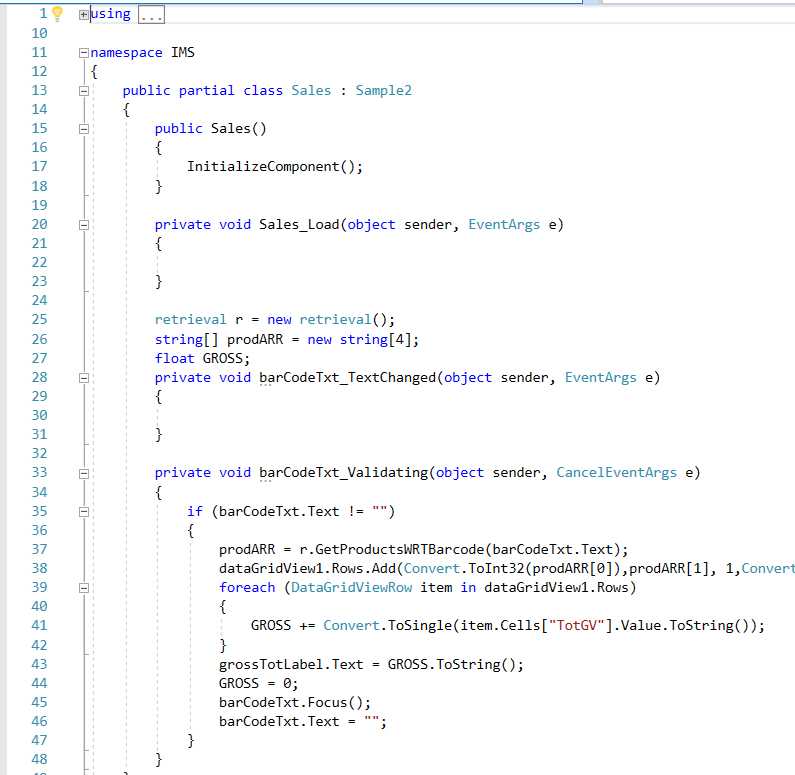 1 using ...
10
11 namespace IMS
12 {
13 public partial class Sales : Sample2
14 {
15 public Sales()
16 {
17 InitializeComponent();
18 }
19
20 private void Sales_Load(object sender, EventArgs e)
21 {
22
23 }
24
25 retrieval r = new retrieval();
26 string[] prodARR = new string[4];
27 float GROSS;
28 private void barCodeTxt_TextChanged(object sender, EventArgs e)
29 {
30
31 }
32
33 private void barCodeTxt_Validating(object sender, CancelEventArgs e)
34 {
35 if (barCodeTxt.Text != "")
36 {
37 prodARR = r.GetProductsWRTBarcode(barCodeTxt.Text);
38 dataGridView1.Rows.Add(Convert.ToInt32(prodARR[0]),prodARR[1], 1,Convert
39 foreach (DataGridViewRow item in dataGridView1.Rows)
40 {
41 GROSS += Convert.ToSingle(item.Cells["TotGV"].Value.ToString());
42 }
43 grossTotLabel.Text = GROSS.ToString();
44 GROSS = 0;
45 barCodeTxt.Focus();
46 barCodeTxt.Text = "";
47 }
48 }